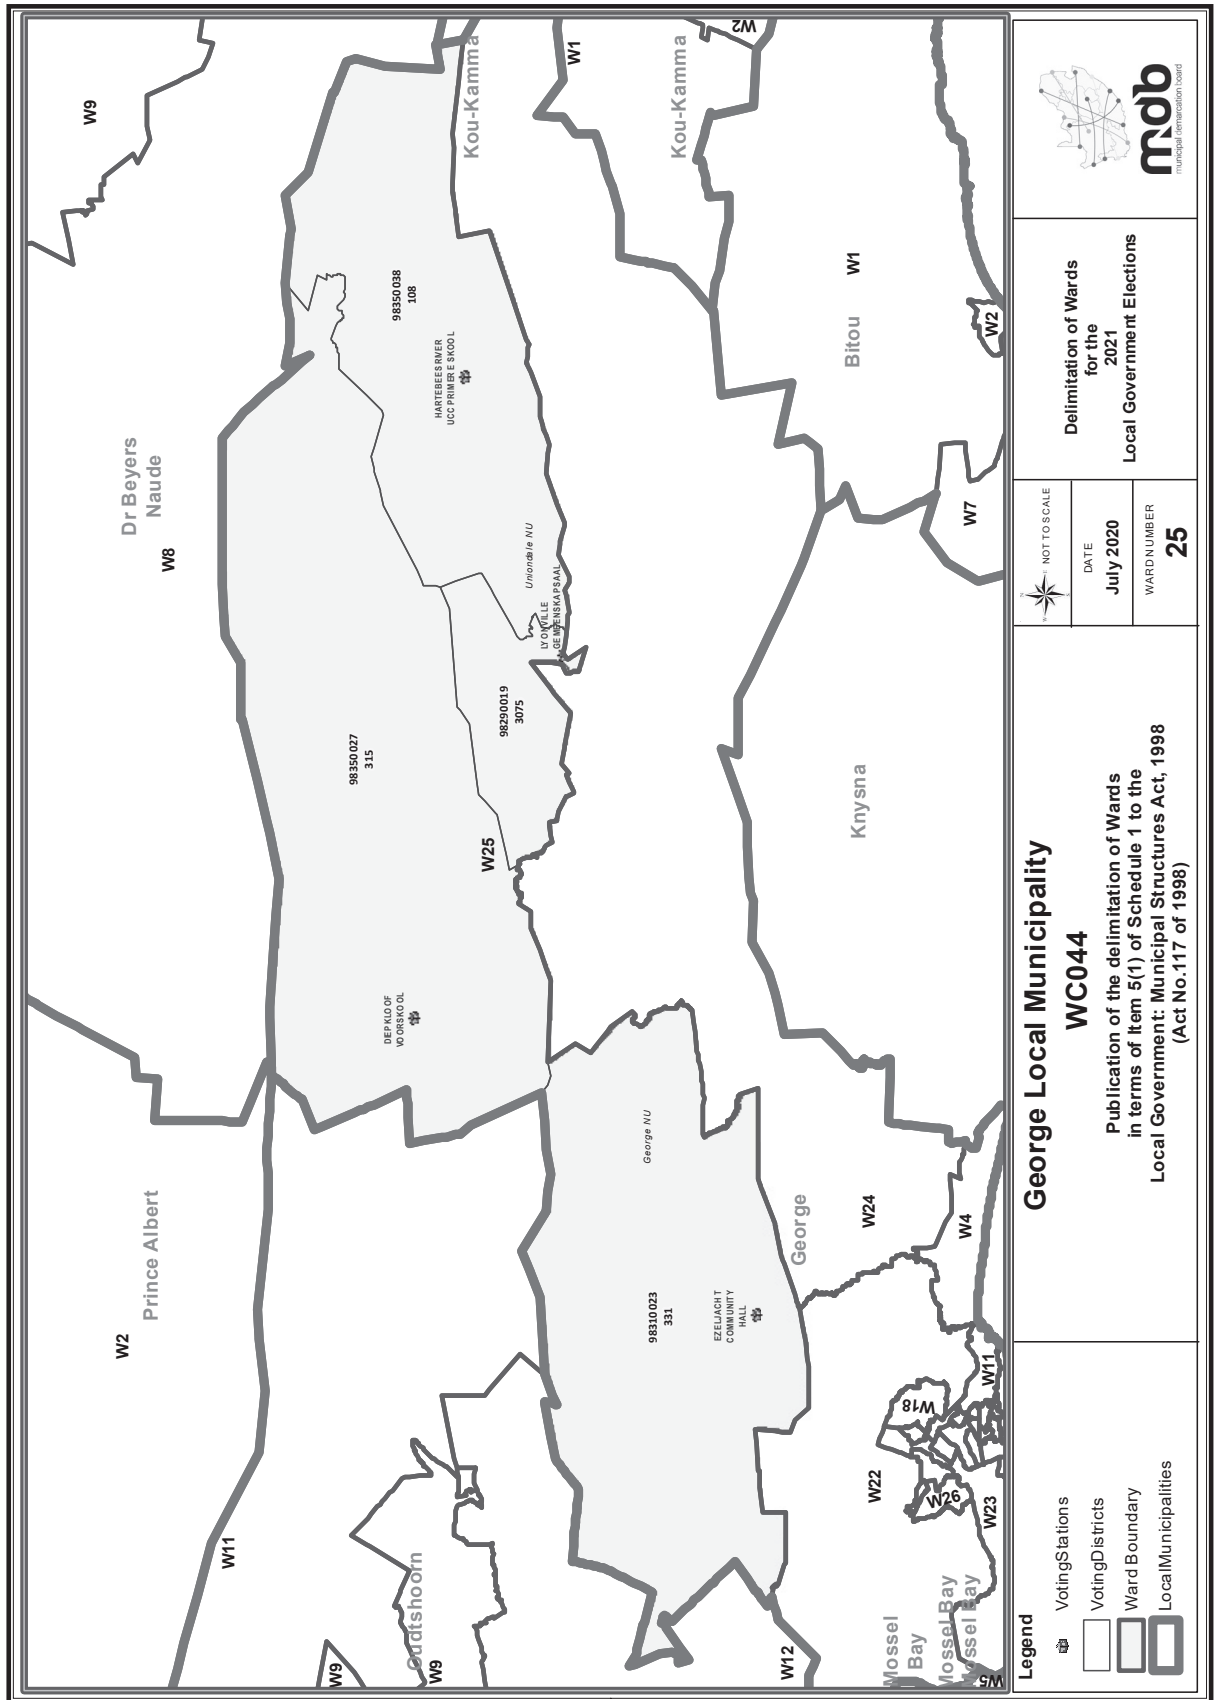 W9
W2
Kou-Kamma
W1
Kou-Kamma
Dr Beyers
Naude
W8
98350038
108
HARTEBEESRIVER
UCC PRIMERE SKOOL
W1
Bitou
W2
W7
Uniondale NU
LYONVILLE
GEMEENSKAPSAAL
98290019
3075
98350027
315
W25
Knysna
DIEPKLOOF
VOORSKOOL
Prince Albert
W2
George NU
George
W24
W4
98310023
331
EZELJACHT
COMMUNITY
HALL
W11
W18
W22
W26
W23
W11
Oudtshoorn
W9
W9
W12
Mossel
Bay
Mossel Bay
Mossel Bay
W5
Legend
VotingStations
VotingDistricts
Ward Boundary
LocalMunicipalities
George Local Municipality
WC044
Publication of the delimitation of Wards
in terms of Item 5(1) of Schedule 1 to the
Local Government: Municipal Structures Act, 1998
(Act No.117 of 1998)
N
W
E
S
NOT TO SCALE
DATE
July 2020
WARDNUMBER
25
Delimitation of Wards
for the
2021
Local Government Elections
mdb
municipal demarcation board